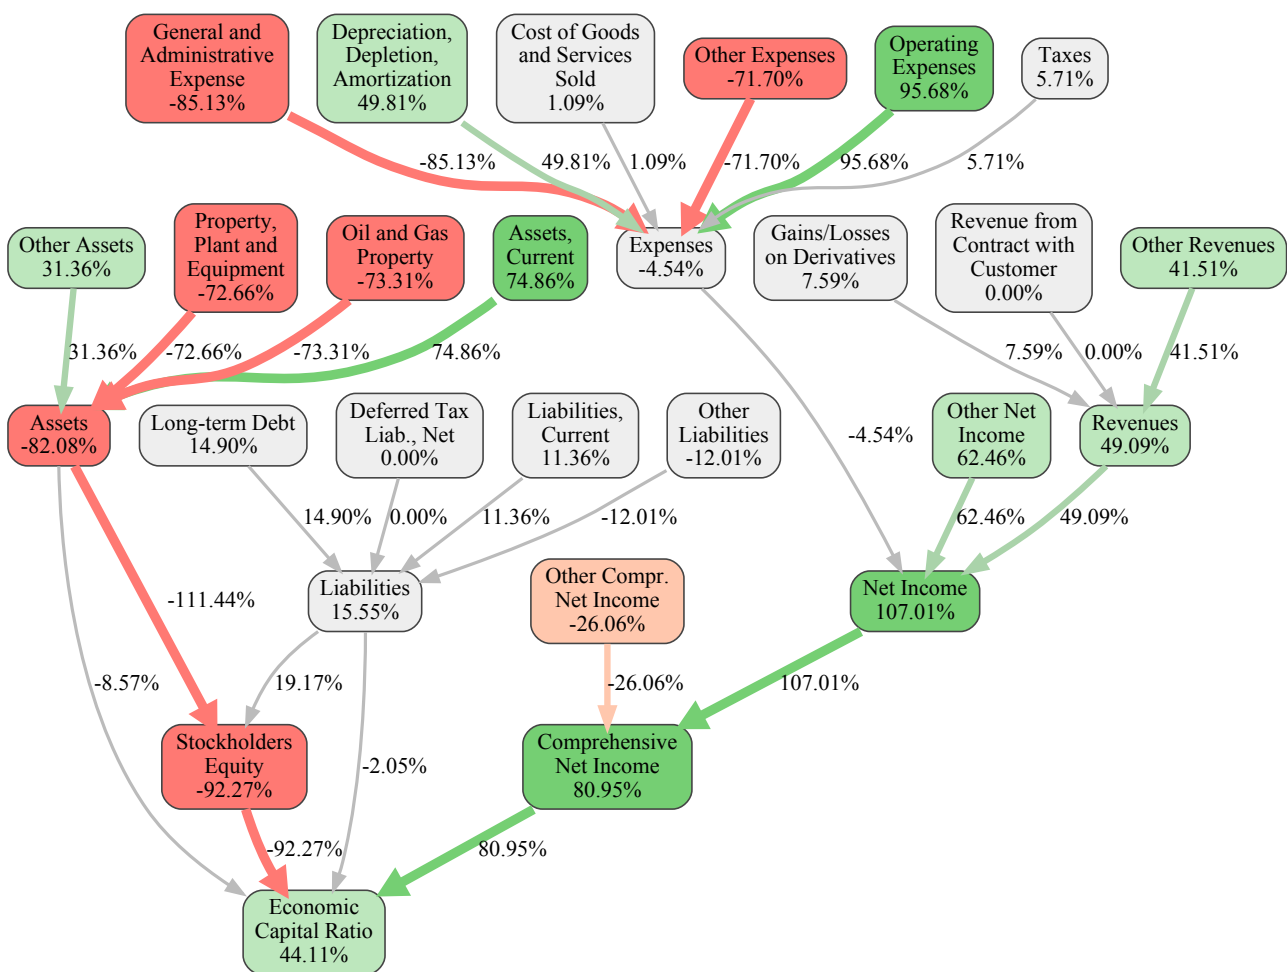 General and
Administrative
Expense
-85.13%
Depreciation,
Depletion,
Amortization
49.81%
Cost of Goods
and Services
Sold
1.09%
Other Expenses
-71.70%
Operating
Expenses
95.68%
Taxes
5.71%
-85.13%
49.81%
1.09%
-71.70%
95.68%
5.71%
Other Assets
31.36%
Property,
Plant and
Equipment
-72.66%
Oil and Gas
Property
-73.31%
Assets,
Current
74.86%
Expenses
-4.54%
Gains/Losses
on Derivatives
7.59%
Revenue from
Contract with
Customer
0.00%
Other Revenues
41.51%
31.36%
-72.66%
-73.31%
74.86%
7.59%
0.00%
41.51%
Assets
-82.08%
Long-term Debt
14.90%
Deferred Tax
Liab., Net
0.00%
Liabilities,
Current
11.36%
Other
Liabilities
-12.01%
-4.54%
Other Net
Income
62.46%
Revenues
49.09%
14.90%
0.00%
11.36%
-12.01%
62.46%
49.09%
-111.44%
Liabilities
15.55%
Other Compr.
Net Income
-26.06%
Net Income
107.01%
-8.57%
19.17%
-26.06%
107.01%
Stockholders
Equity
-92.27%
-2.05%
Comprehensive
Net Income
80.95%
-92.27%
80.95%
Economic
Capital Ratio
44.11%